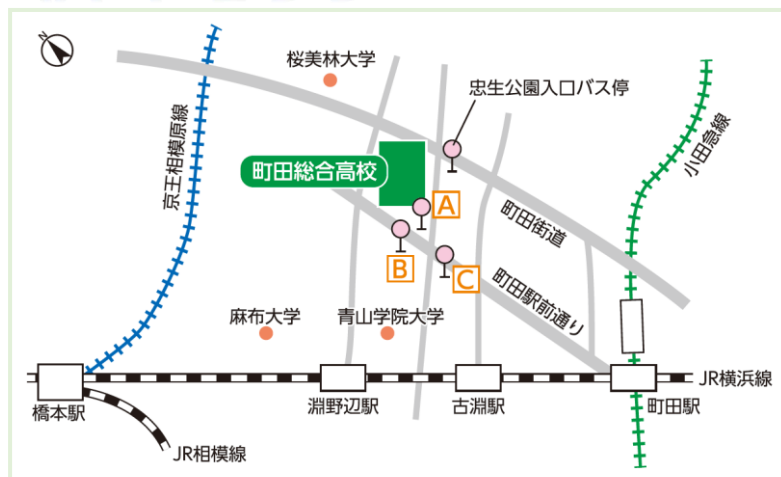 桜美林大学
忠生公園入口バス停
京王相模原線
小田急線
町田総合高校
A
町田街道
B
C
町田駅前通り
麻布大学
青山学院大学
JR横浜線
橋本駅
淵野辺駅
古淵駅
町田駅
JR相模線